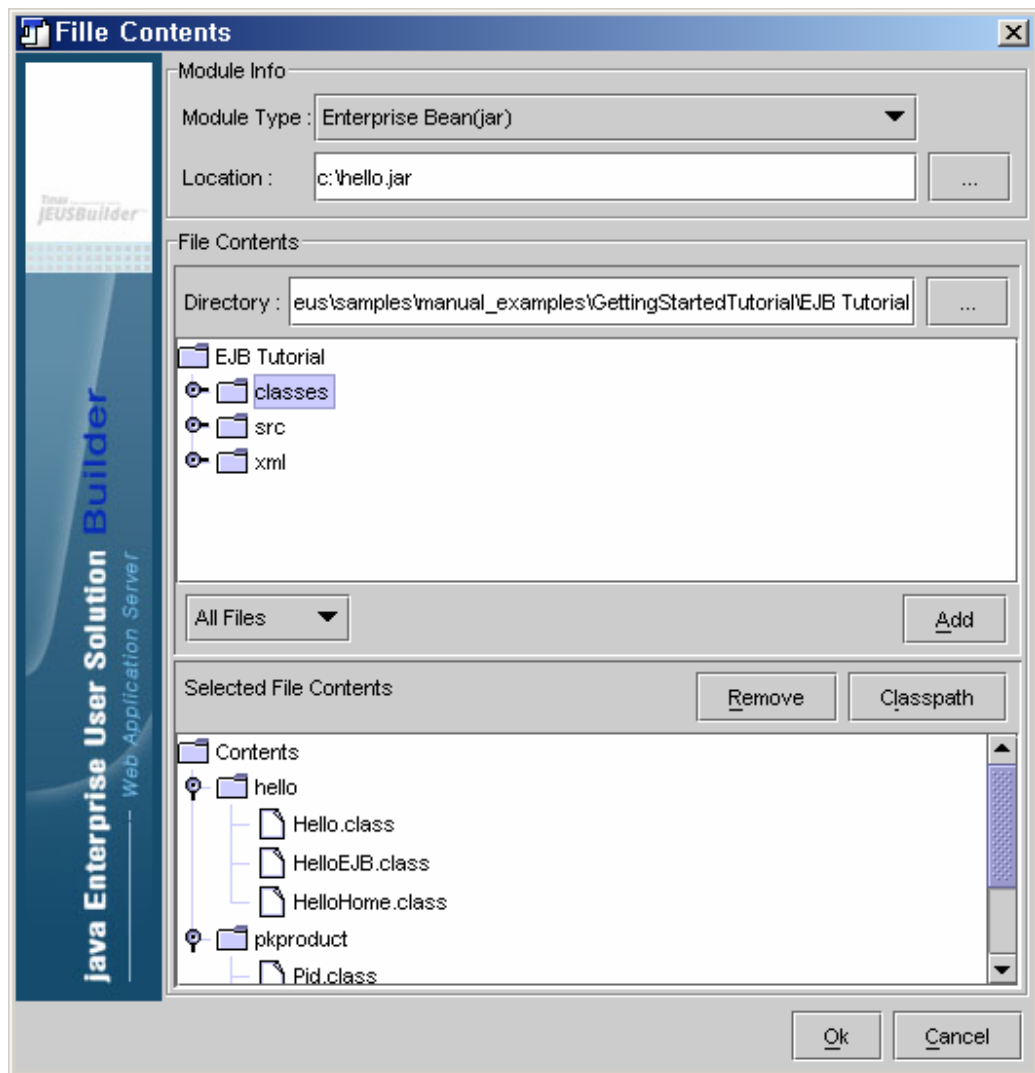 Fille Contents
Module Info
Module Type :
Enterprise Bean(jar)
Location :
c:\hello.jar
...
Tmax
jEUSBuilder
File Contents
Directory :
eus\samples\manual_examples\GettingStartedTutorial\EJB Tutorial
...
EJB Tutorial
classes
src
xml
All Files
Add
Selected File Contents
Remove
Classpath
Contents
hello
Hello.class
HelloEJB.class
HelloHome.class
pkproduct
Pid.class
java Enterprise User Solution Builder
Web Application Server
Ok
Cancel